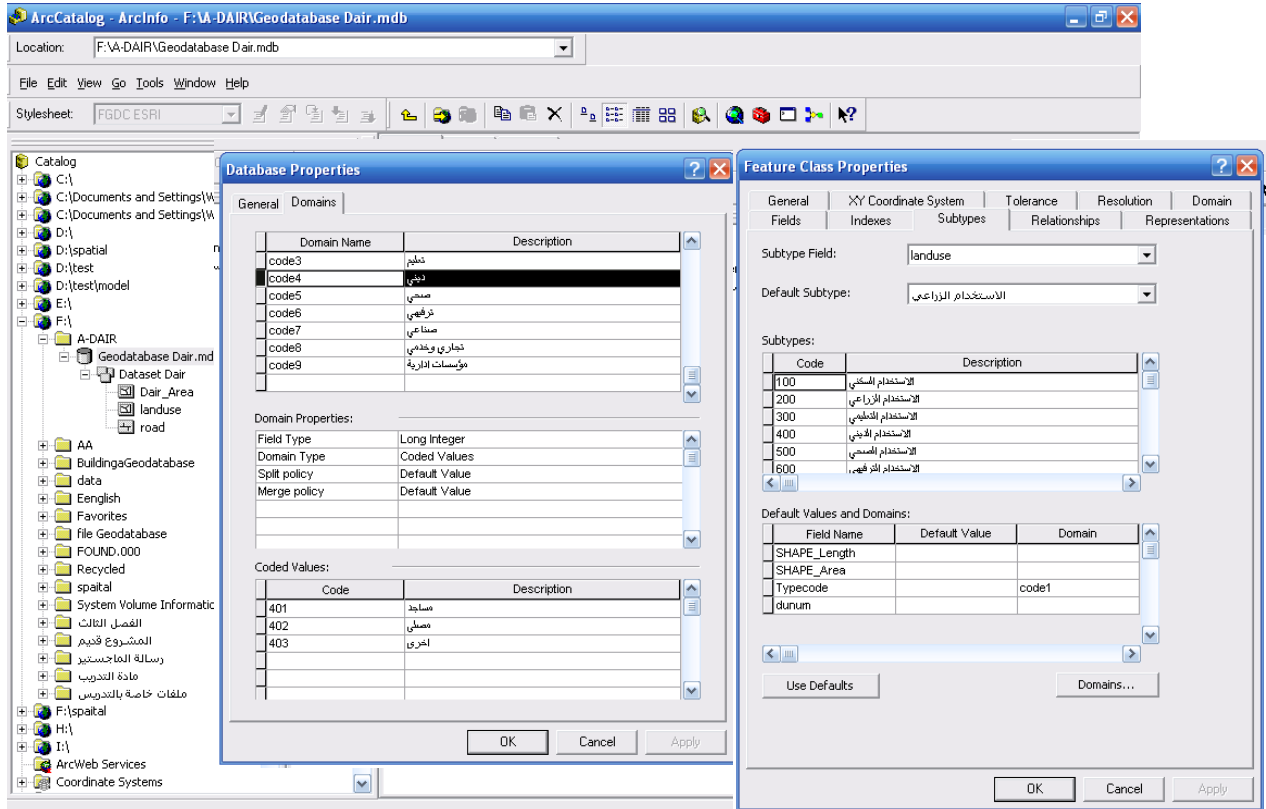 ArcCatalog - ArcInfo - F:\A-DAIR\Geodatabase Dair.mdb
Location: F:\A-DAIR\Geodatabase Dair.mdb
File Edit View Go Tools Window Help
Stylesheet: FGDC ESRI
Catalog
C:\
C:\Documents and Settings\W
C:\Documents and Settings\W
D:\
D:\spatial
D:\test
D:\test\model
E:\
F:\
A-DAIR
Geodatabase Dair.md
Dataset Dair
Dair_Area
landuse
road
AA
BuildingaGeodatabase
data
Eenglish
Favorites
file Geodatabase
FOUND.000
Recycled
spaital
System Volume Informatic
الفصل الثالث
المشروع قديم
رسالة الماجستير
مادة التدريب
ملفات خاصة بالتدريس
F:\spaital
H:\
I:\
ArcWeb Services
Coordinate Systems
Database Properties
General Domains
Domain Name Description
code3 تعليم
code4 ديني
code5 صحي
code6 ترفيهي
code7 صناعي
code8 تجاري وخدمي
code9 مؤسسات ادارية
Domain Properties:
Field Type Long Integer
Domain Type Coded Values
Split policy Default Value
Merge policy Default Value
Coded Values:
Code Description
401 مساجد
402 مصلى
403 اخرى
OK Cancel Apply
Feature Class Properties
General XY Coordinate System Tolerance Resolution Domain
Fields Indexes Subtypes Relationships Representations
Subtype Field: landuse
Default Subtype: الاستخدام الزراعي
Subtypes:
Code Description
100 الاستخدام السكني
200 الاستخدام الزراعي
300 الاستخدام التعليمي
400 الاستخدام الديني
500 الاستخدام الصحي
600 الاستخدام الترفيهي
Default Values and Domains:
Field Name Default Value Domain
SHAPE_Length
SHAPE_Area
Typecode code1
dunum
Use Defaults Domains...
OK Cancel Apply